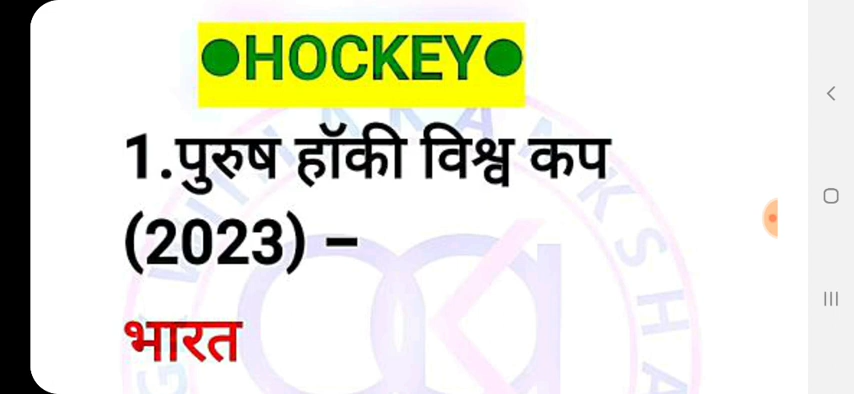 ●HOCKEY●
1.पुरुष हॉकी विश्व कप
(2023) –
भारत